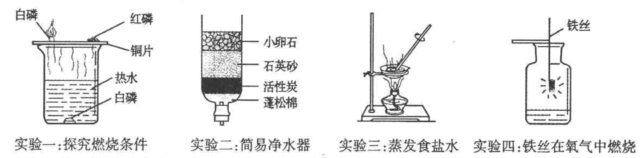 白磷
红磷
铜片
热水
白磷
实验一:探究燃烧条件
小卵石
石英砂
活性炭
蓬松棉
实验二:简易净水器
实验三:蒸发食盐水
铁丝
实验四:铁丝在氧气中燃烧